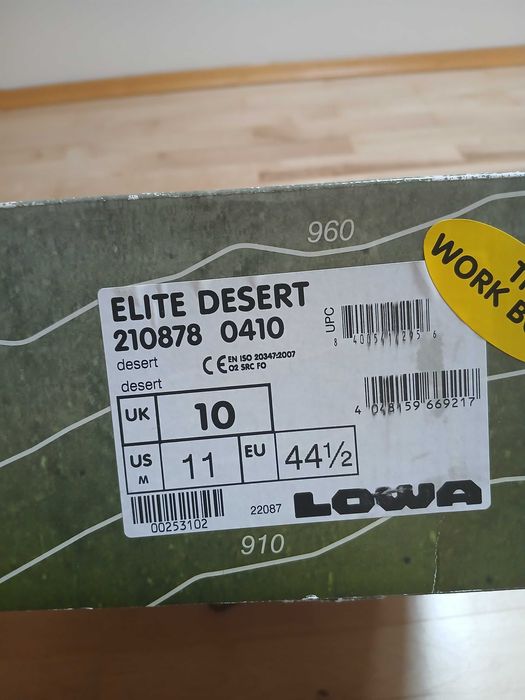 960
WORK
ELITE DESERT
210878 0410
UPC
desert
CE EN ISO 20347:2007
O2 SRC FO
desert
UK 10
4 048159 669217
US M 11 EU 44½
00253102
22087
LOWA
910